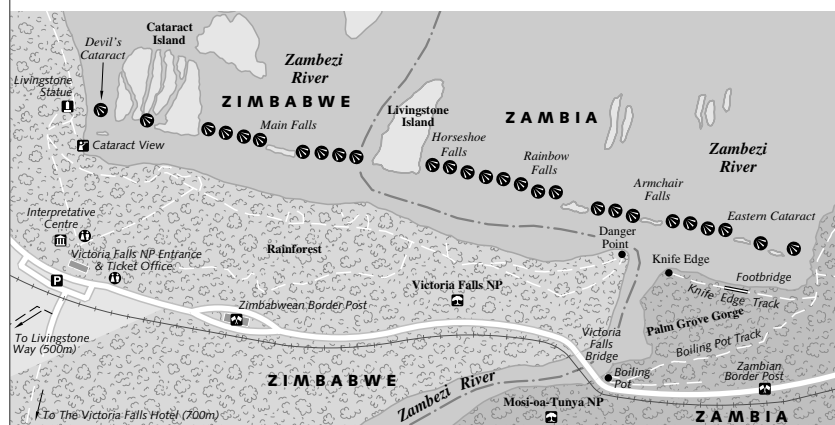 Devil's
Cataract
Cataract
Island
Zambezi
River
ZIMBABWE
Livingstone
Statue
Cataract View
Main Falls
Livingstone
Island
ZAMBIA
Horseshoe
Falls
Rainbow
Falls
Zambezi
River
Armchair
Falls
Eastern Cataract
Interpretative
Centre
Victoria Falls NP Entrance
& Ticket Office
P
Rainforest
Danger
Point
Knife Edge
Footbridge
Knife Edge Track
Palm Grove Gorge
Boiling Pot Track
Victoria Falls NP
Zimbabwean Border Post
To Livingstone
Way (500m)
Victoria
Falls
Bridge
Boiling
Pot
Zambian
Border Post
ZIMBABWE
Zambezi River
To The Victoria Falls Hotel (700m)
Mosi-oa-Tunya NP
ZAMBIA